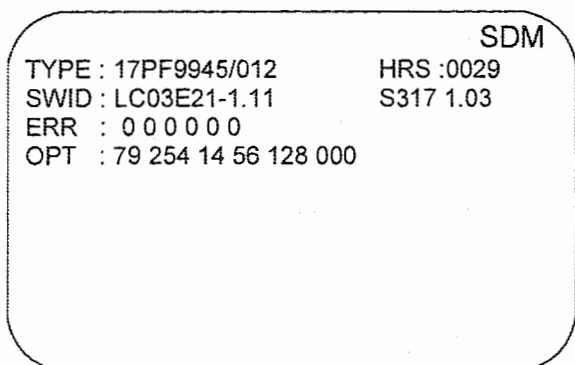 SDM
TYPE : 17PF9945/012 HRS :0029
SWID : LC03E21-1.11 S317 1.03
ERR : 0 0 0 0 0 0
OPT : 79 254 14 56 128 000